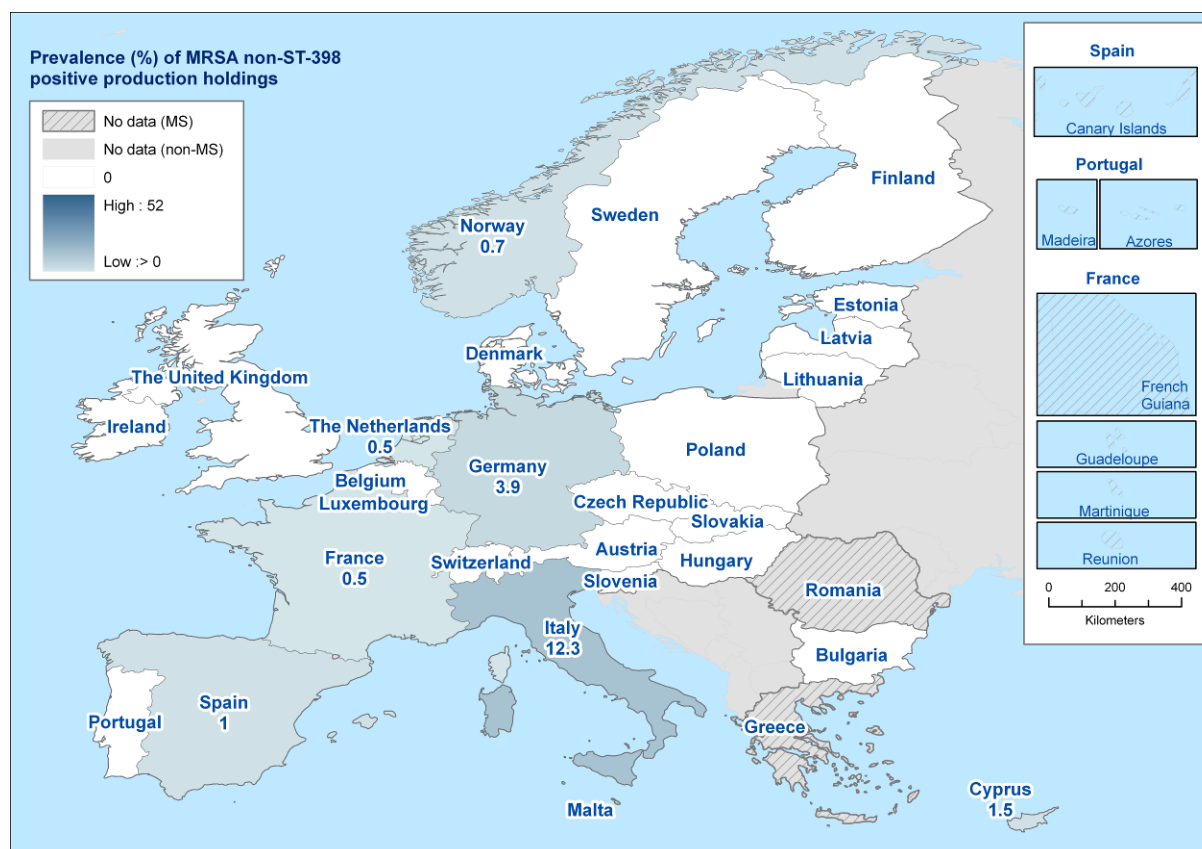 Prevalence (%) of MRSA non-ST-398
positive production holdings
No data (MS)
No data (non-MS)
0
High : 52
Low :> 0
Norway
0.7
Sweden
Finland
Estonia
Latvia
Lithuania
Denmark
The United Kingdom
Ireland
The Netherlands
0.5
Germany
3.9
Poland
Belgium
Luxembourg
Czech Republic
Slovakia
France
0.5
Switzerland
Austria
Hungary
Slovenia
Romania
Italy
12.3
Bulgaria
Portugal
Spain
1
Greece
Malta
Cyprus
1.5
Spain
Canary Islands
Portugal
Madeira
Azores
France
French
Guiana
Guadeloupe
Martinique
Reunion
0 200 400
Kilometers